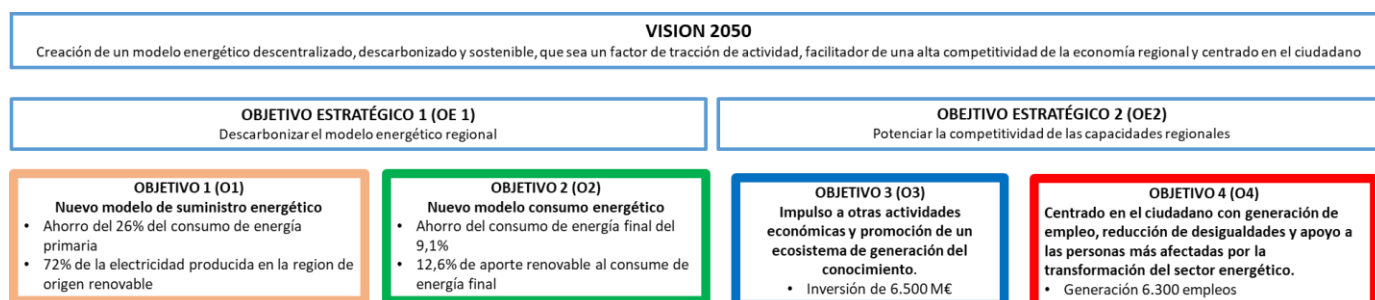 VISION 2050
Creación de un modelo energético descentralizado, descarbonizado y sostenible, que sea un factor de tracción de actividad, facilitador de una alta competitividad de la economía regional y centrado en el ciudadano
OBJETIVO ESTRATÉGICO 1 (OE 1)
Descarbonizar el modelo energético regional
OBEJTIVO ESTRATÉGICO 2 (OE2)
Potenciar la competitividad de las capacidades regionales
OBJETIVO 1 (O1)
Nuevo modelo de suministro energético
• Ahorro del 26% del consumo de energía
primaria
• 72% de la electricidad producida en la region de
origen renovable
OBJETIVO 2 (O2)
Nuevo modelo consumo energético
• Ahorro del consumo de energía final del
9,1%
• 12,6% de aporte renovable al consume de
energía final
OBJETIVO 3 (O3)
Impulso a otras actividades
económicas y promoción de un
ecosistema de generación del
conocimiento.
• Inversión de 6.500 M€
OBJETIVO 4 (O4)
Centrado en el ciudadano con generación de
empleo, reducción de desigualdades y apoyo a
las personas más afectadas por la
transformación del sector energético.
• Generación 6.300 empleos